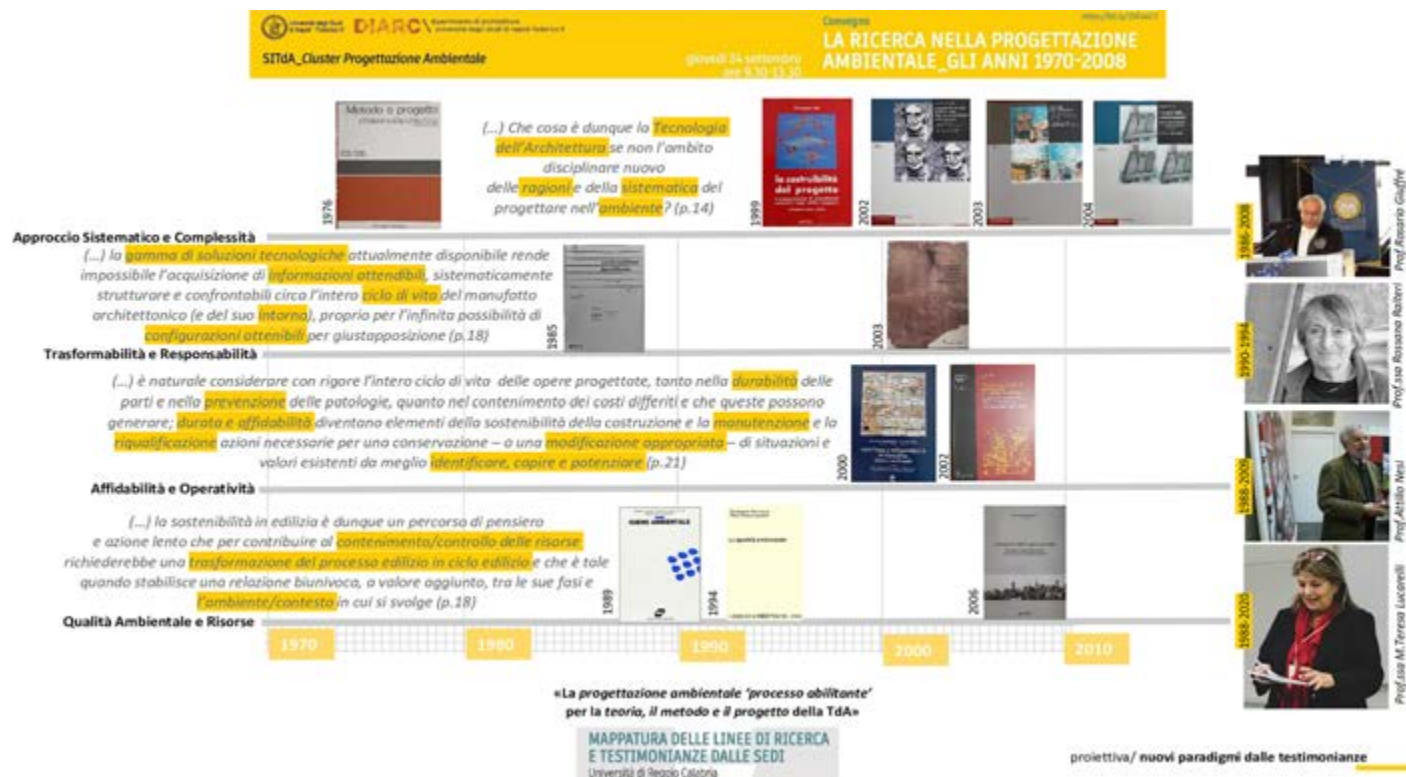 DIARC
SITdA_Cluster Progettazione Ambientale
giovedì 24 settembre
ore 9.30-13.30
Convegno
LA RICERCA NELLA PROGETTAZIONE
AMBIENTALE_GLI ANNI 1970-2008
Metodo o progetto
1976
(...) Che cosa è dunque la Tecnologia
dell'Architettura se non l'ambito
disciplinare nuovo
delle ragioni e della sistematica del
progettare nell'ambiente? (p.14)
1999
la costruibilità
del progetto
2002
2003
2004
Approccio Sistematico e Complessità
(...) la gamma di soluzioni tecnologiche attualmente disponibile rende
impossibile l'acquisizione di informazioni attendibili, sistematicamente
strutturare e confrontabili circa l'intero ciclo di vita del manufatto
architettonico (e del suo intorno), proprio per l'infinita possibilità di
configurazioni ottenibili per giustapposizione (p.18)
1985
2003
Trasformabilità e Responsabilità
(...) è naturale considerare con rigore l'intero ciclo di vita delle opere progettate, tanto nella durabilità delle
parti e nella prevenzione delle patologie, quanto nel contenimento dei costi differiti e che queste possono
generare; durata e affidabilità diventano elementi della sostenibilità della costruzione e la manutenzione e la
riqualificazione azioni necessarie per una conservazione – o una modificazione appropriata – di situazioni e
valori esistenti da meglio identificare, capire e potenziare (p.21)
2000
2002
Affidabilità e Operatività
(...) la sostenibilità in edilizia è dunque un percorso di pensiero
e azione lento che per contribuire al contenimento/controllo delle risorse
richiederebbe una trasformazione del processo edilizio in ciclo edilizio e che è tale
quando stabilisce una relazione biunivoca, a valore aggiunto, tra le sue fasi e
l'ambiente/contesto in cui si svolge (p.18)
1989
1994
2006
Qualità Ambientale e Risorse
1970
1980
1990
2000
2010
1986-2008
Prof.Rosario Giuffrè
1990-1994
Prof.ssa Rossana Raiteri
1988-2009
Prof.Attilio Nesi
1988-2020
Prof.ssa M.Teresa Lucarelli
«La progettazione ambientale 'processo abilitante'
per la teoria, il metodo e il progetto della TdA»
MAPPATURA DELLE LINEE DI RICERCA
E TESTIMONIANZE DALLE SEDI
Università di Reggio Calabria
proiettiva/ nuovi paradigmi dalle testimonianze